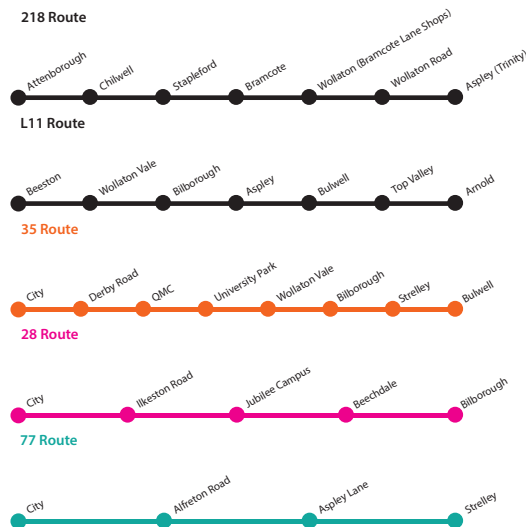 218 Route
Attenborough
Chilwell
Stapleford
Bramcote
Wollaton (Bramcote Lane Shops)
Wollaton Road
Aspley (Trinity)
L11 Route
Beeston
Wollaton Vale
Bilborough
Aspley
Bulwell
Top Valley
Arnold
35 Route
City
Derby Road
QMC
University Park
Wollaton Vale
Bilborough
Strelley
Bulwell
28 Route
City
Ilkeston Road
Jubilee Campus
Beechdale
Bilborough
77 Route
City
Alfreton Road
Aspley Lane
Strelley